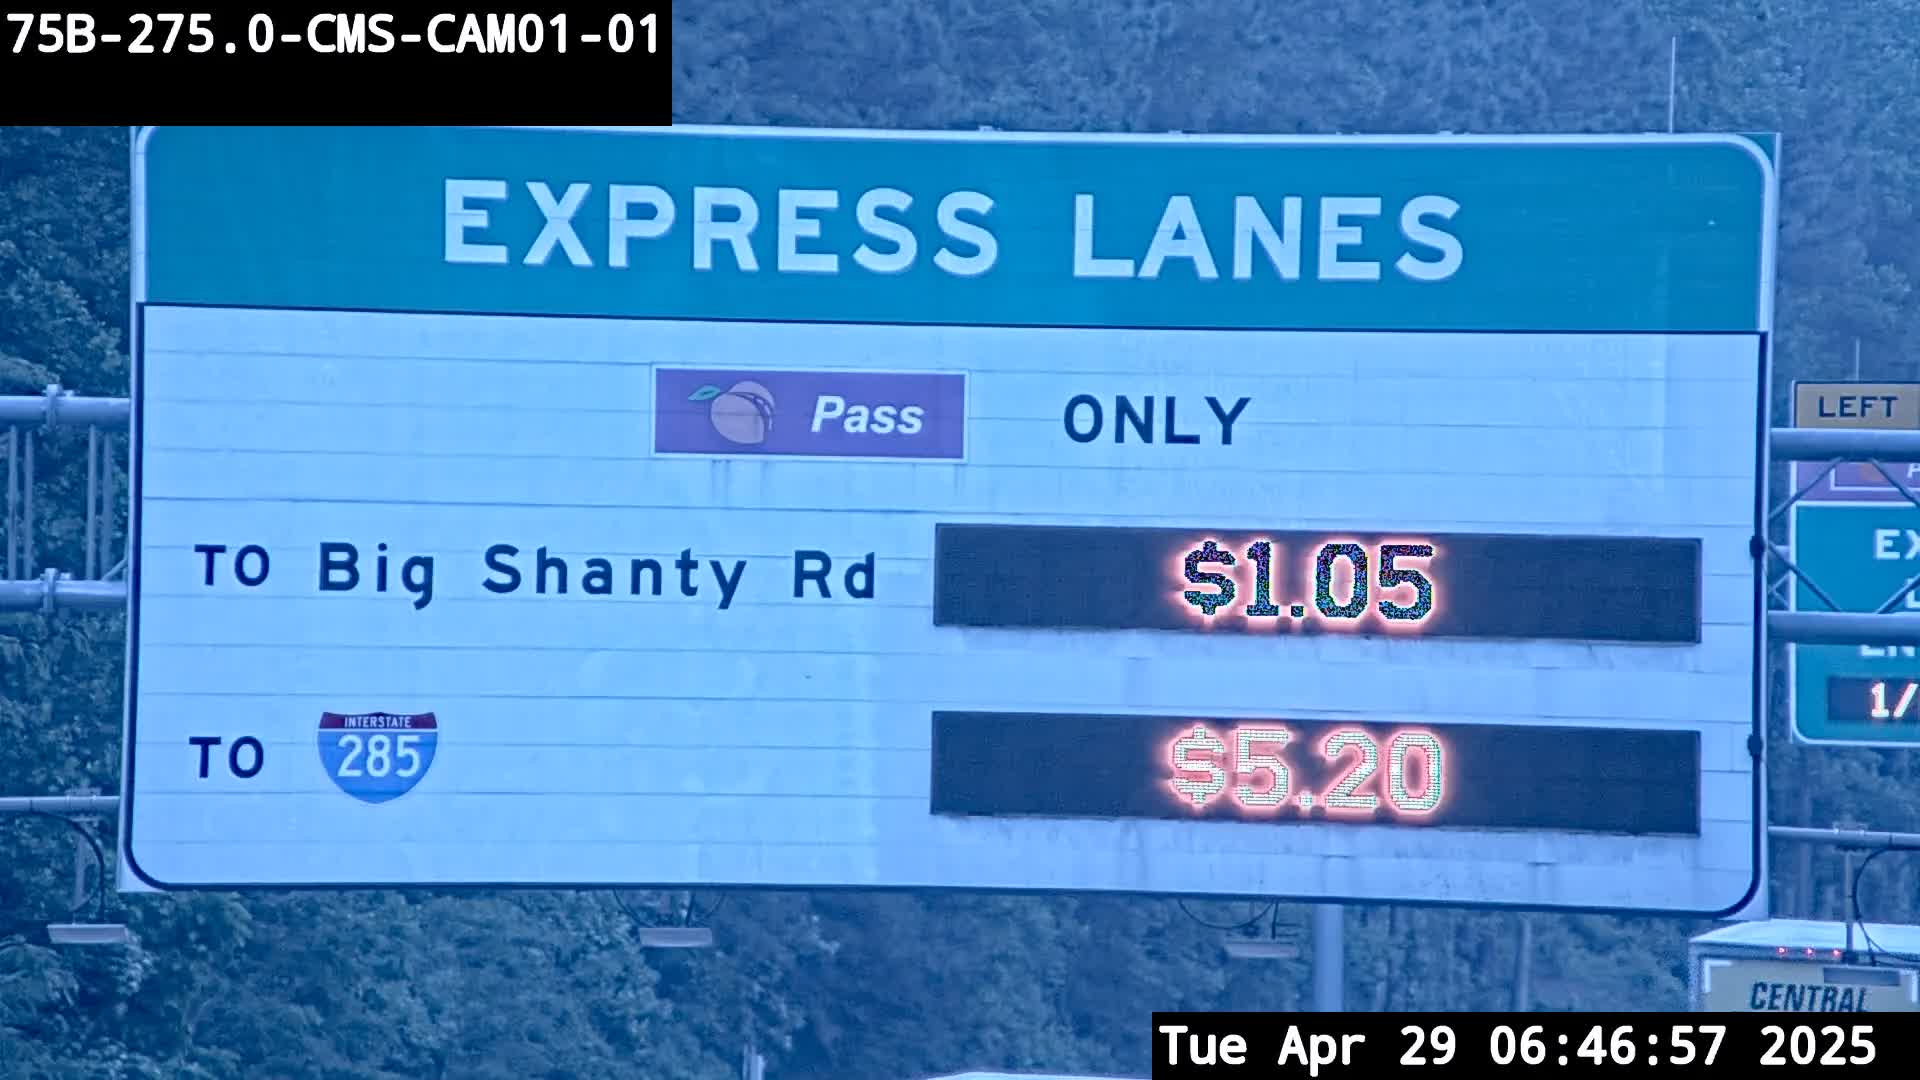 75B-275.0-CMS-CAM01-01
EXPRESS LANES
Pass ONLY
LEFT
TO Big Shanty Rd $1.05
TO INTERSTATE 285 $5.20
1/
CENTRAL
Tue Apr 29 06:46:57 2025